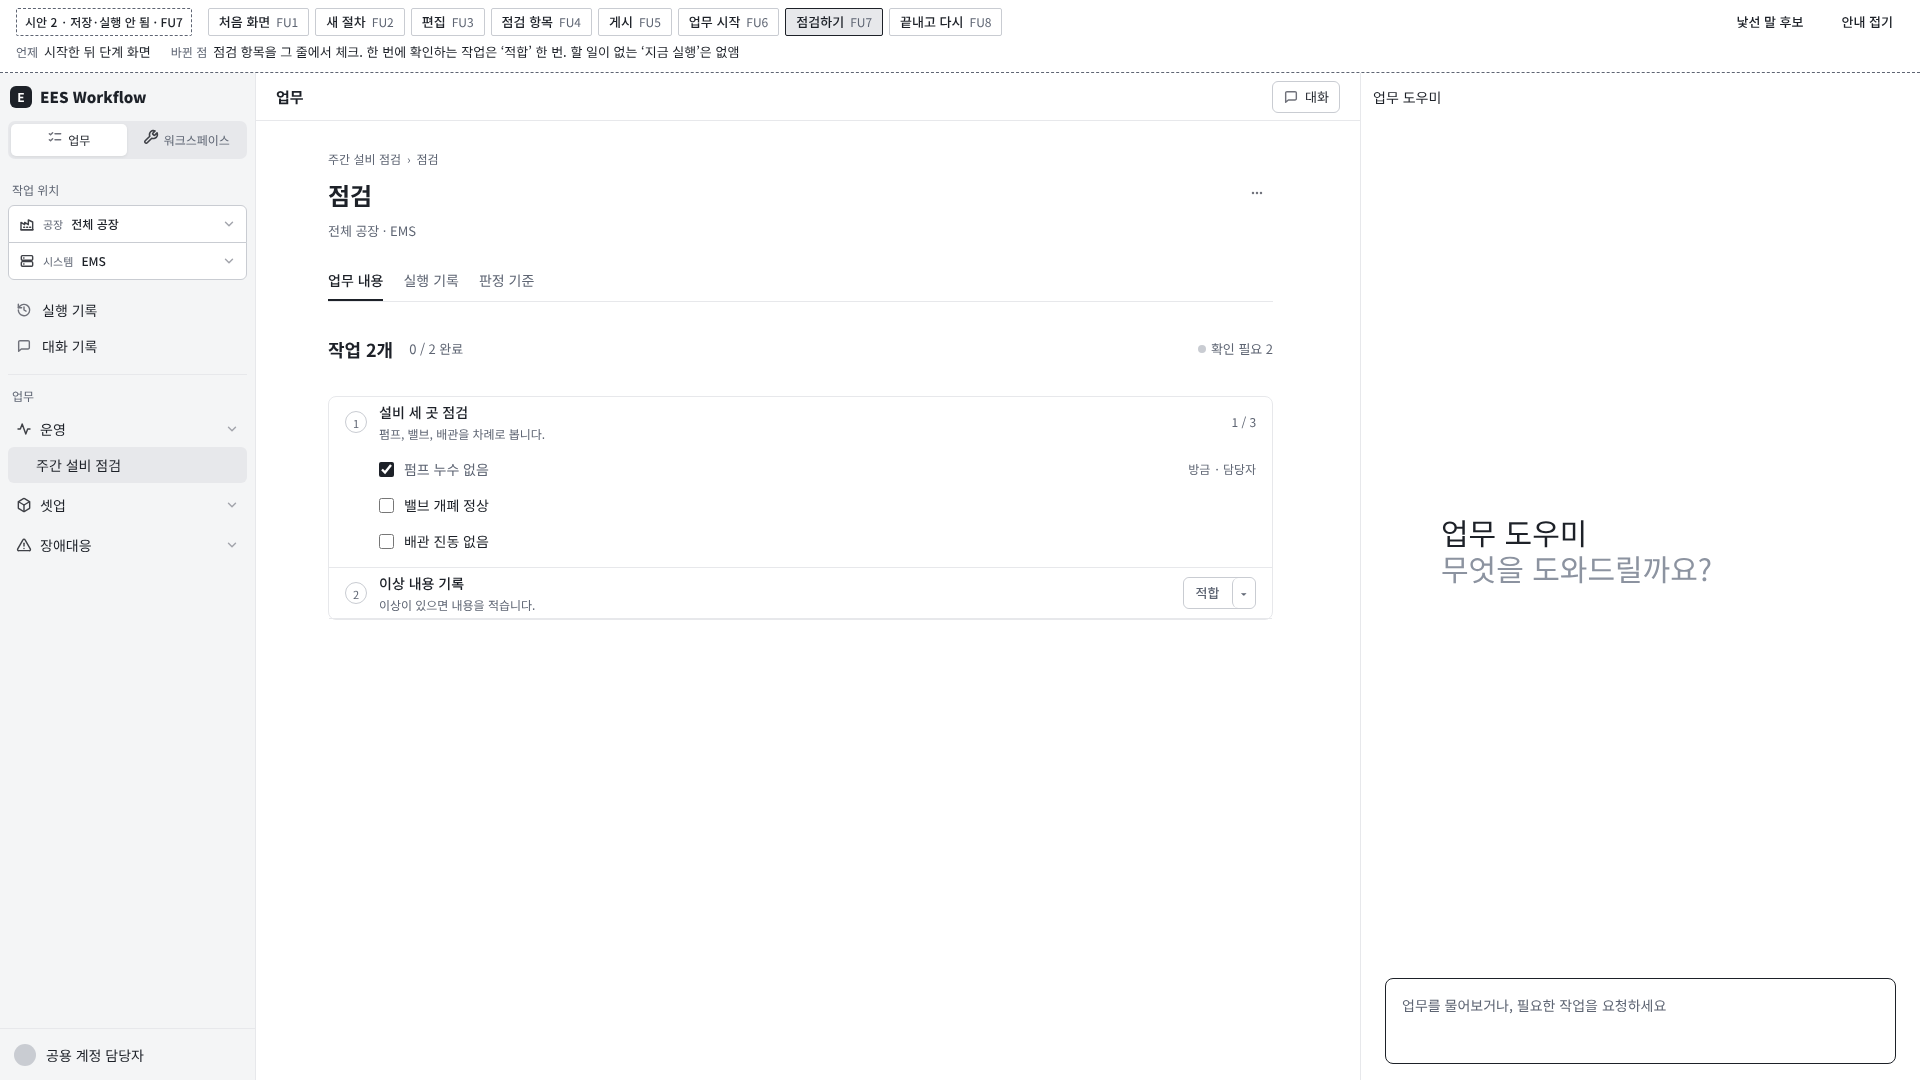 시안 2 · 저장·실행 안 됨 · FU7
처음 화면 FU1
새 절차 FU2
편집 FU3
점검 항목 FU4
게시 FU5
업무 시작 FU6
점검하기 FU7
끝내고 다시 FU8
낯선 말 후보
안내 접기
언제 시작한 뒤 단계 화면 바뀐 점 점검 항목을 그 줄에서 체크. 한 번에 확인하는 작업은 ‘적합’ 한 번. 할 일이 없는 ‘지금 실행’은 없앰
E EES Workflow
업무
워크스페이스
작업 위치
공장 전체 공장
시스템 EMS
실행 기록
대화 기록
업무
운영
주간 설비 점검
셋업
장애대응
공용 계정 담당자
업무
대화
주간 설비 점검 › 점검
점검
···
전체 공장 · EMS
업무 내용
실행 기록
판정 기준
작업 2개 0 / 2 완료
확인 필요 2
1 설비 세 곳 점검
1 / 3
펌프, 밸브, 배관을 차례로 봅니다.
펌프 누수 없음
방금 · 담당자
밸브 개폐 정상
배관 진동 없음
2 이상 내용 기록
적합
이상이 있으면 내용을 적습니다.
업무 도우미
업무 도우미
무엇을 도와드릴까요?
업무를 물어보거나, 필요한 작업을 요청하세요